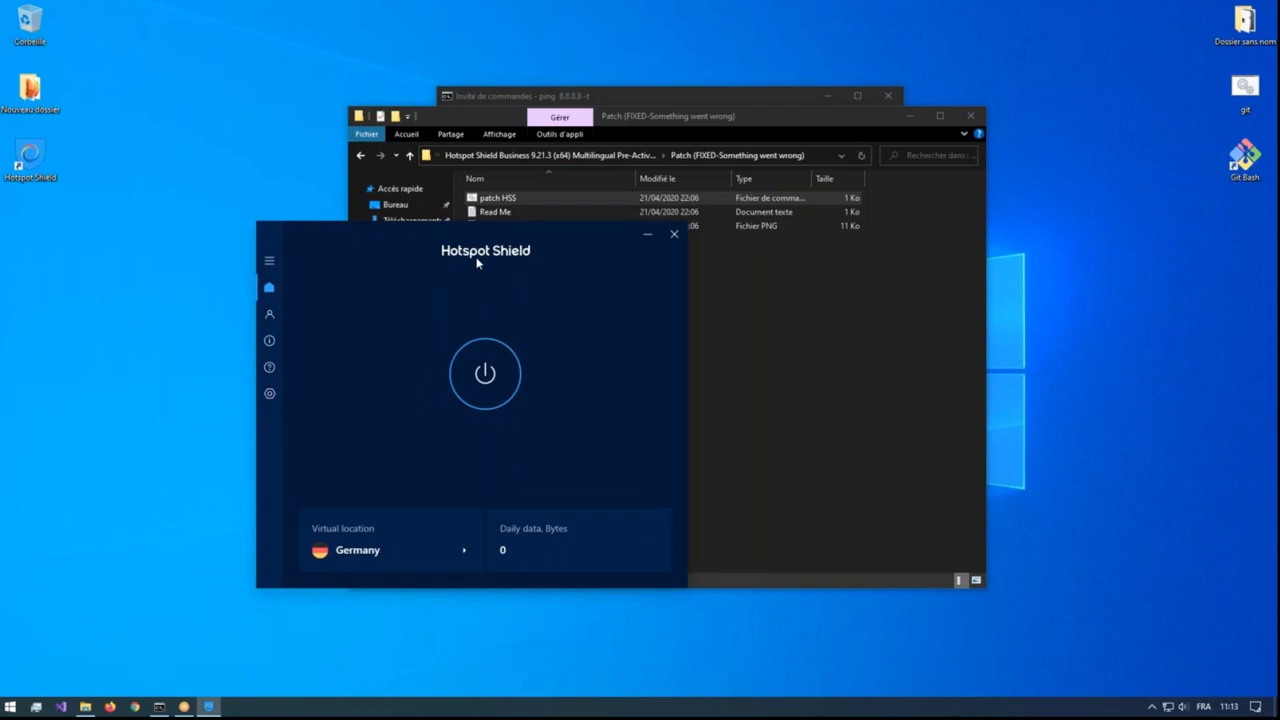 Corbeille
Dossier sans nom
Nouveau dossier
git
Hotspot Shield
Git Bash
Invite de commandes - ping 8.8.8.8 -t
Gérer
Patch (FIXED-Something went wrong)
Fichier Accueil Partage Affichage Outils d'appli
Hotspot Shield Business 9.21.3 (x64) Multilingual Pre-Activ... › Patch (FIXED-Something went wrong)
Rechercher dans : ...
Nom Modifié le Type Taille
Accès rapide
patch HSS 21/04/2020 22:06 Fichier de comma... 1 Ko
Bureau
Read Me 21/04/2020 22:06 Document texte 1 Ko
Téléchargement
:06 Fichier PNG 11 Ko
Hotspot Shield
Virtual location
Germany
Daily data, Bytes
0
FRA 11:13